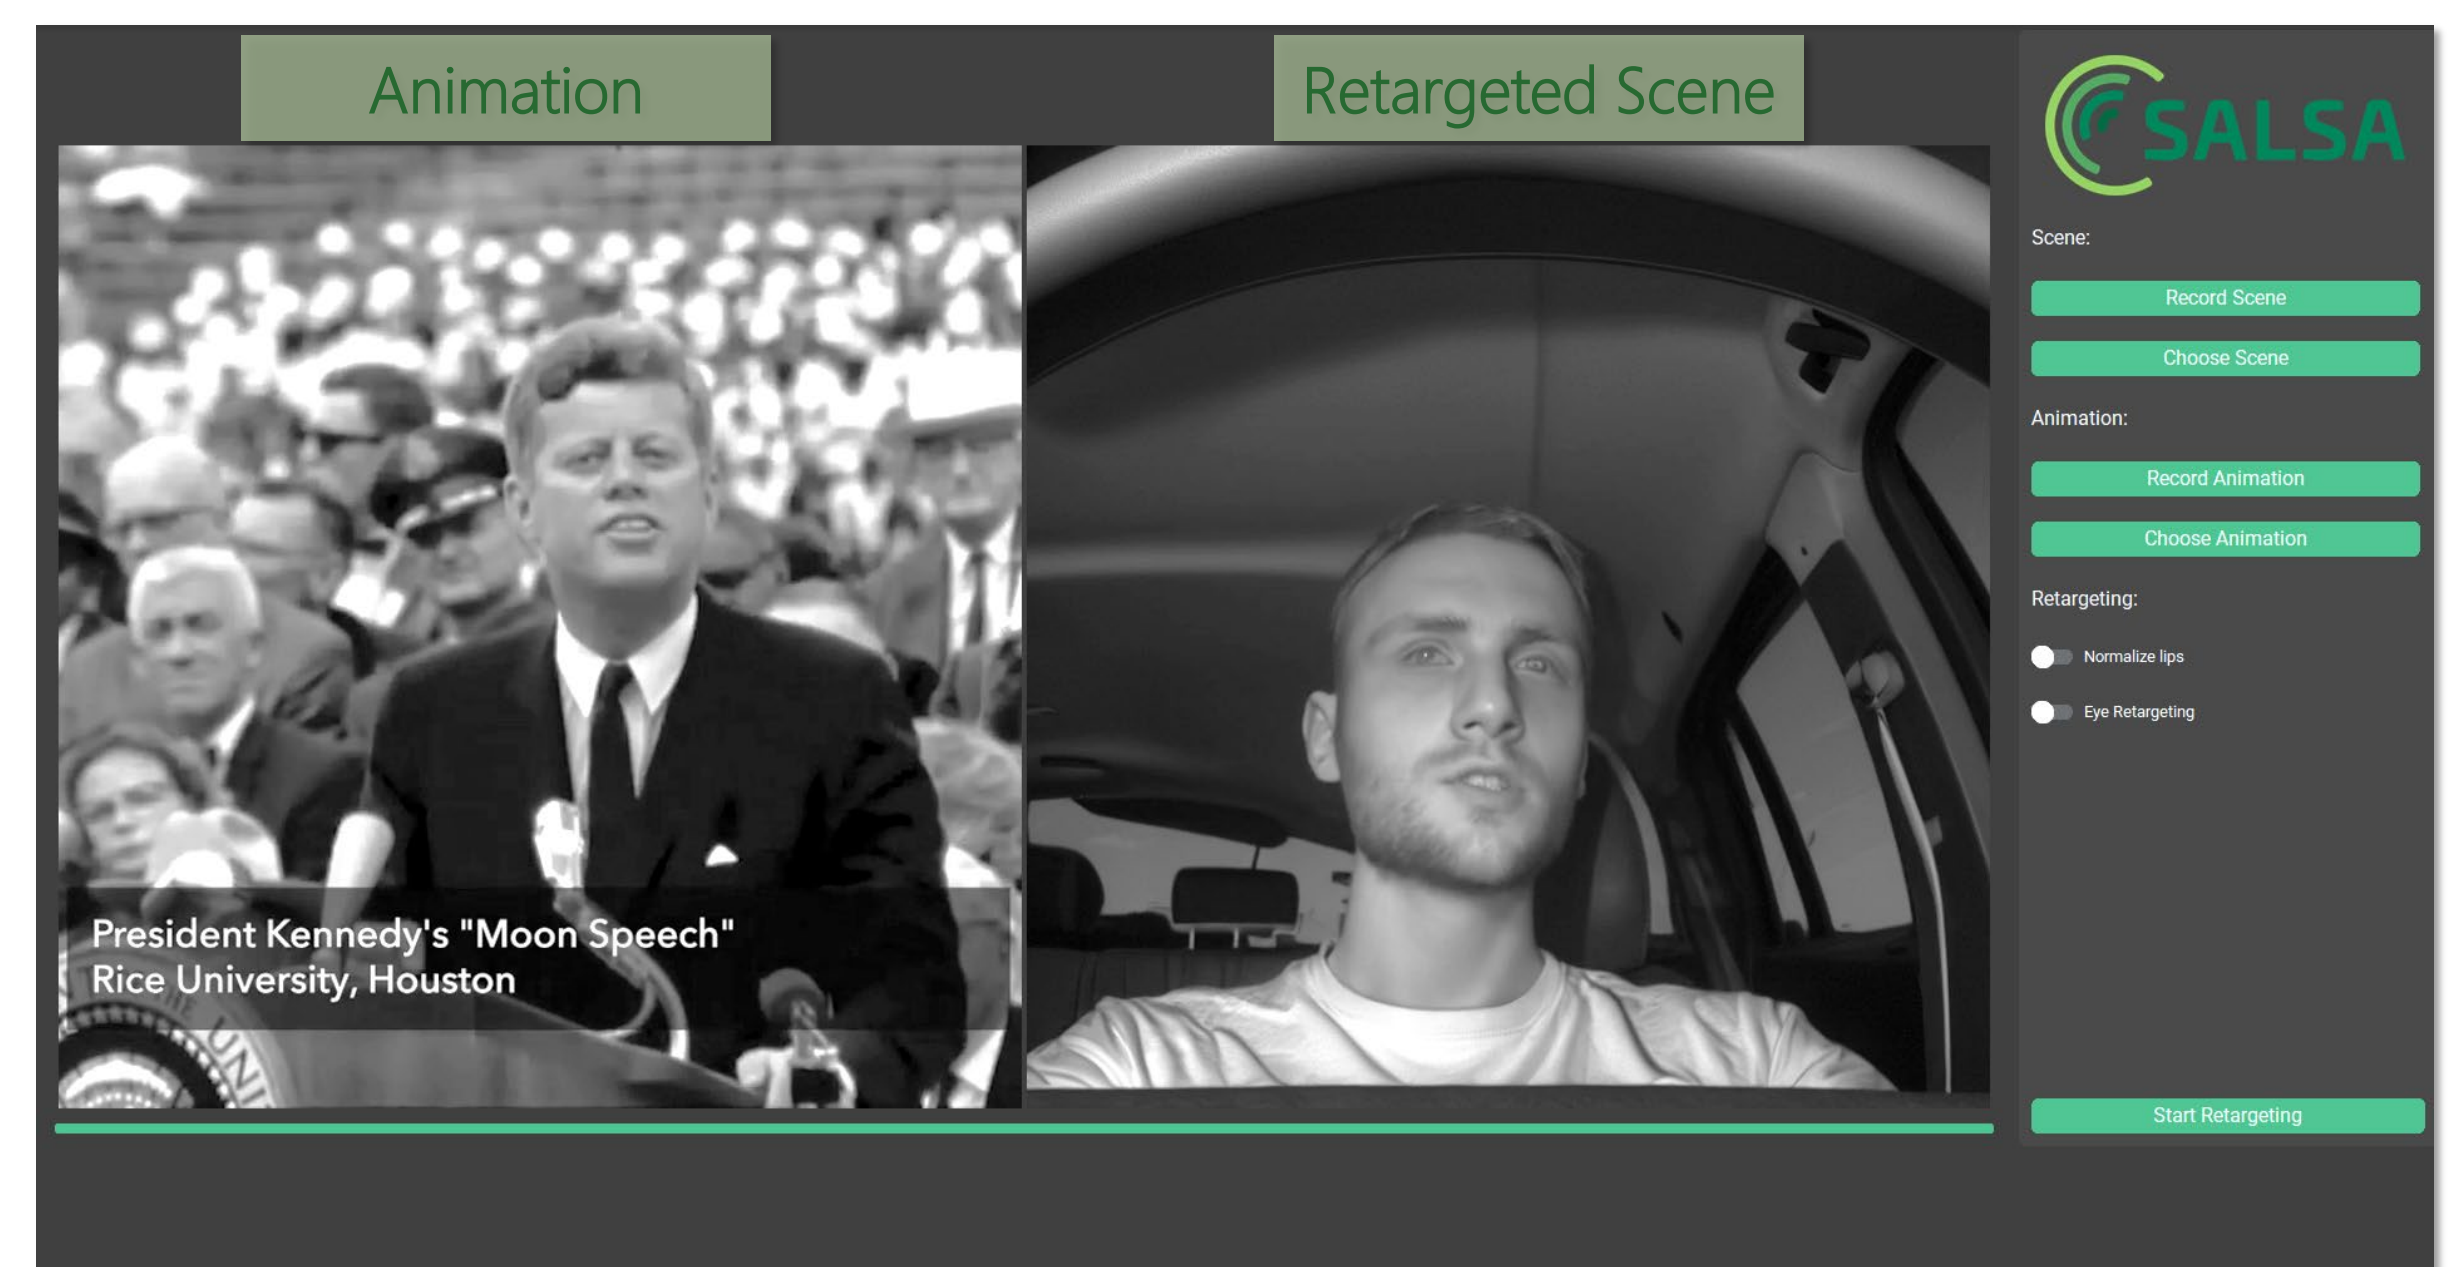 Animation
Retargeted Scene
SALSA
President Kennedy's "Moon Speech"
Rice University, Houston
UNI
Scene:
Record Scene
Choose Scene
Animation:
Record Animation
Choose Animation
Retargeting:
Normalize lips
Eye Retargeting
Start Retargeting